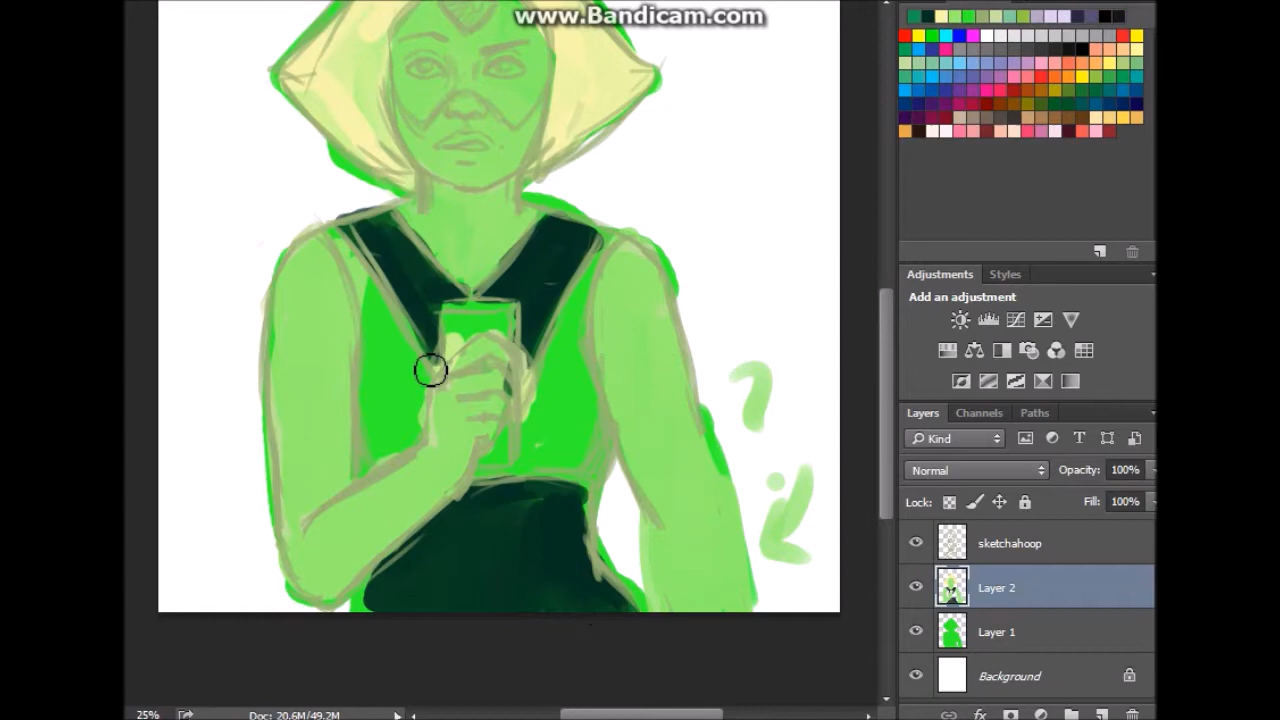 www.Bandicam.com
Adjustments Styles
Add an adjustment
Layers Channels Paths
Kind
Normal Opacity: 100%
Lock: Fill: 100%
sketchahoop
Layer 2
Layer 1
Background
25% Doc: 20.6M/49.2M